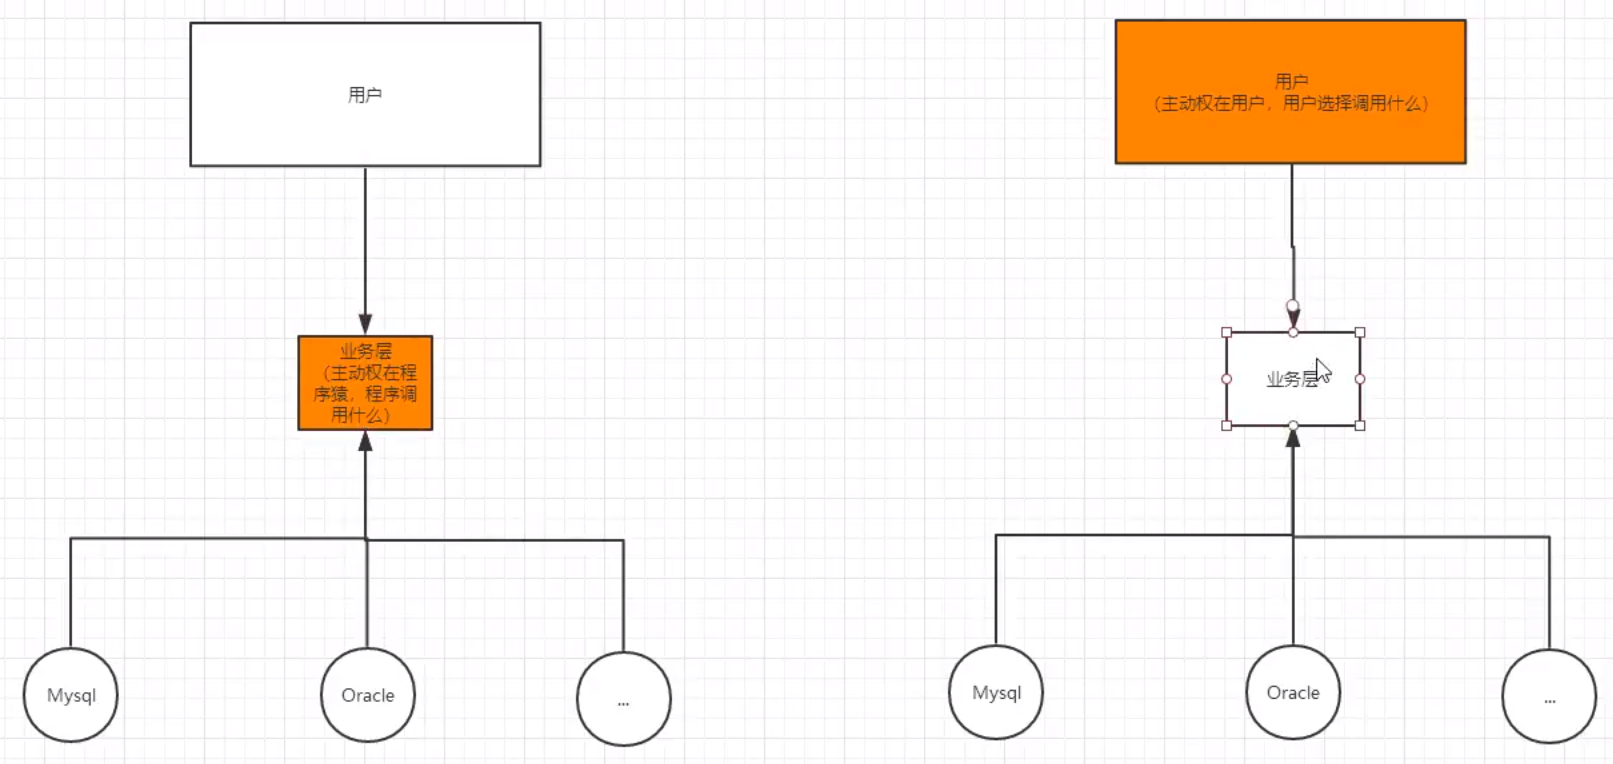 用户
业务层
（主动权在程
序猿，程序调
用什么）
Mysql
Oracle
...
用户
（主动权在用户，用户选择调用什么）
业务层
Mysql
Oracle
...